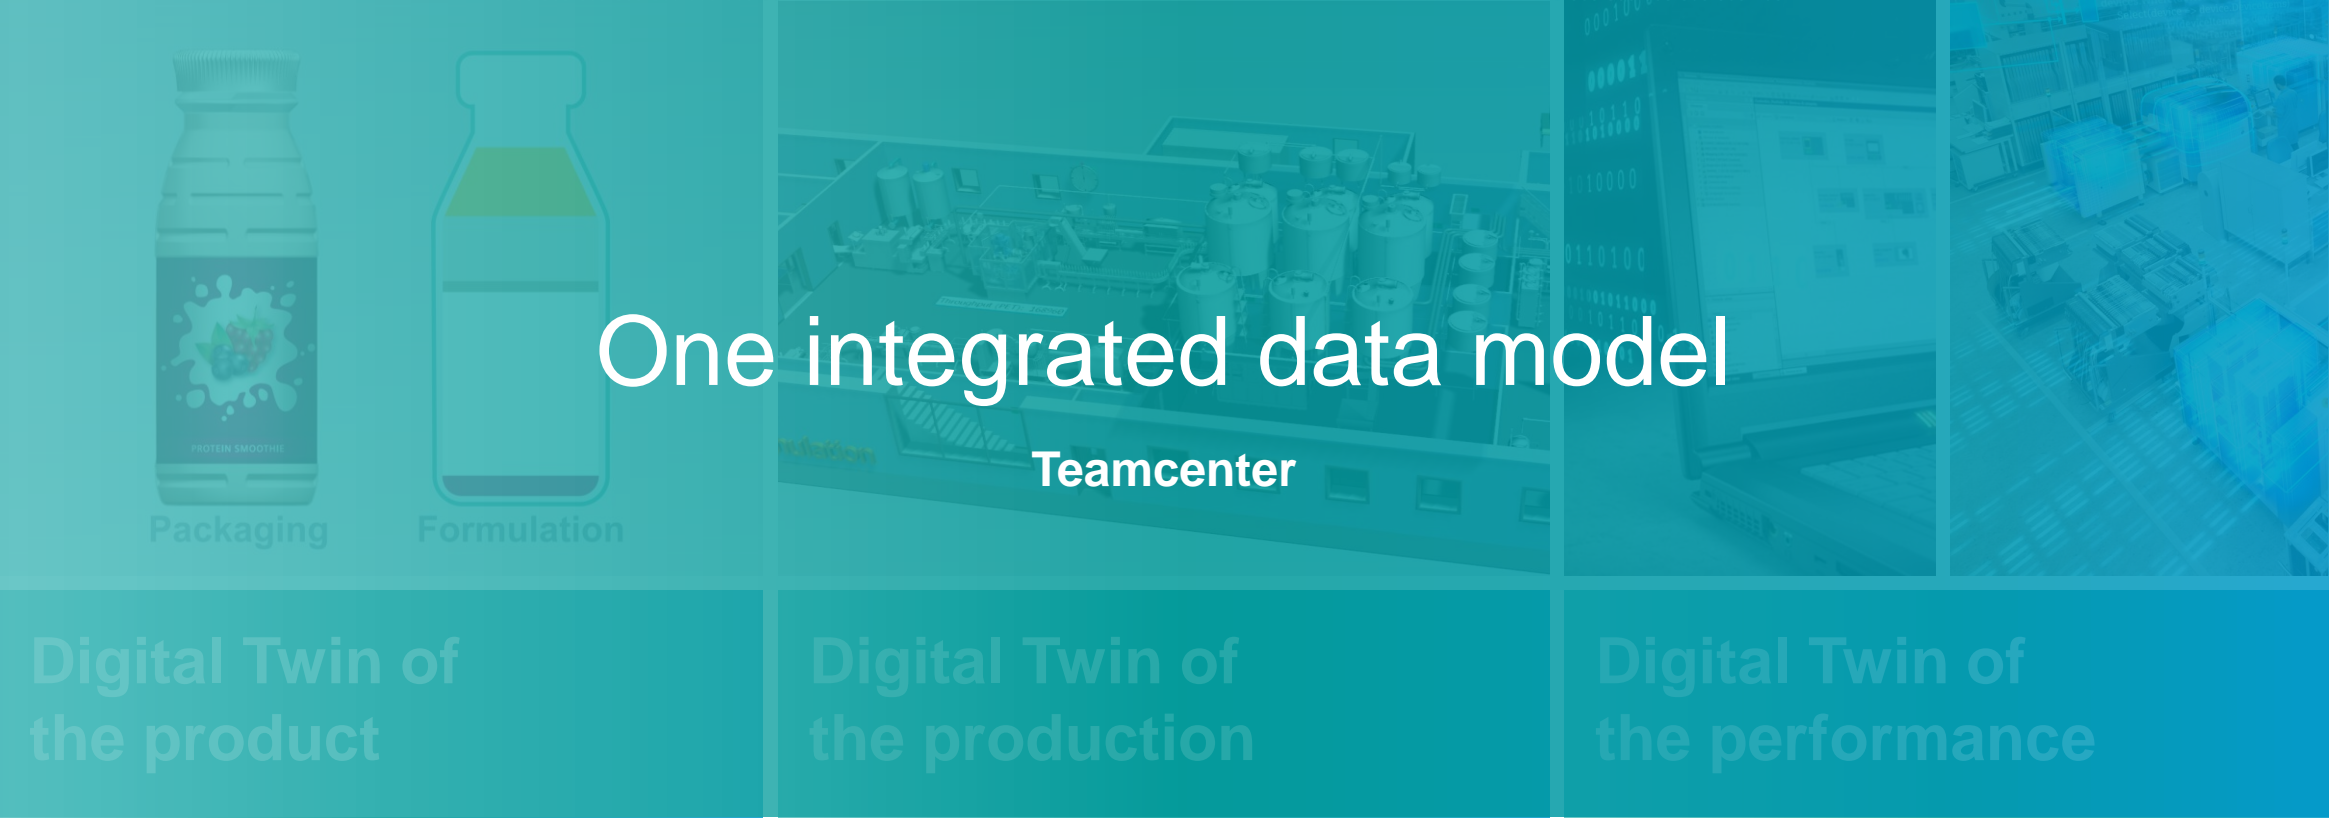 One integrated data model
Teamcenter
PROTEIN SMOOTHIE
Packaging
Formulation
Digital Twin of
the product
Digital Twin of
the production
Digital Twin of
the performance